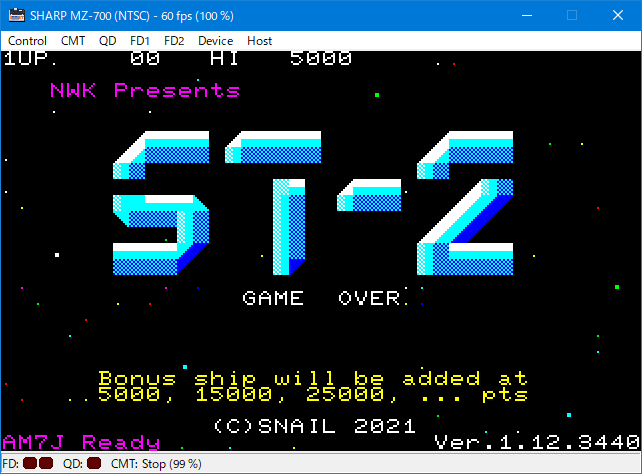 SHARP MZ-700 (NTSC) - 60 fps (100 %)
Control CMT QD FD1 FD2 Device Host
1UP. 00 HI 5000
NWK Presents
ST-2
GAME OVER
Bonus ship will be added at
5000, 15000, 25000, ... pts
(C)SNAIL 2021
AM7J Ready Ver.1.12.3440
FD: QD: CMT: Stop (99 %)